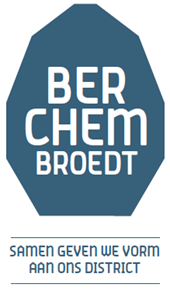 BER
CHEM
BROEDT
SAMEN GEVEN WE VORM
AAN ONS DISTRICT